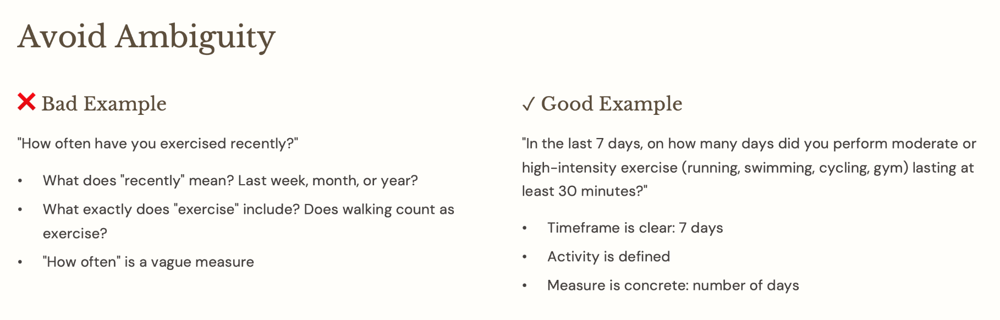 Avoid Ambiguity
❌ Bad Example
"How often have you exercised recently?"
• What does "recently" mean? Last week, month, or year?
• What exactly does "exercise" include? Does walking count as
exercise?
• "How often" is a vague measure
✓ Good Example
"In the last 7 days, on how many days did you perform moderate or
high-intensity exercise (running, swimming, cycling, gym) lasting at
least 30 minutes?"
• Timeframe is clear: 7 days
• Activity is defined
• Measure is concrete: number of days